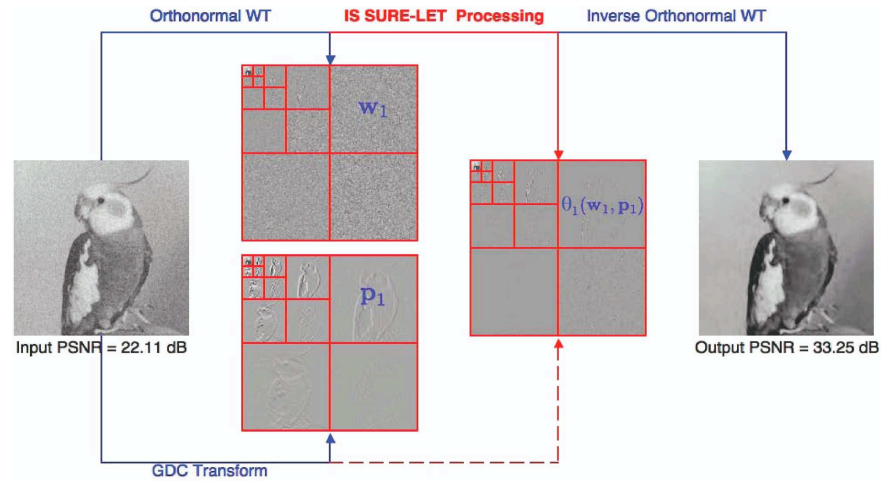 Orthonormal WT
IS SURE-LET Processing
Inverse Orthonormal WT
w₁
θ₁(w₁, p₁)
p₁
Input PSNR = 22.11 dB
Output PSNR = 33.25 dB
GDC Transform